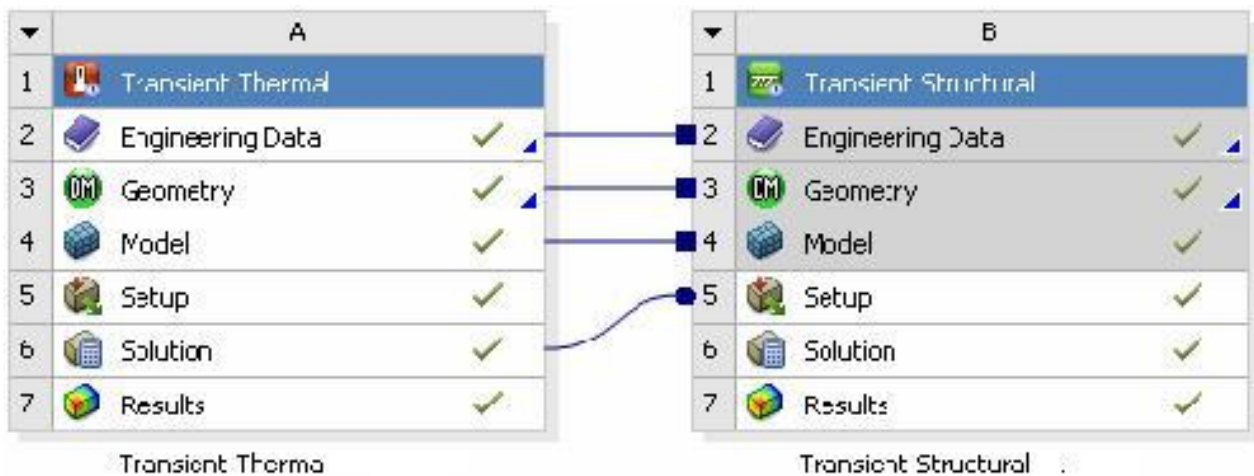 A
1 Transient Thermal
2 Engineering Data
3 Geometry
4 Model
5 Setup
6 Solution
7 Results
Transient Therma
B
1 Transient Structural
2 Engineering Data
3 Geometry
4 Model
5 Setup
6 Solution
7 Results
Transient Structural